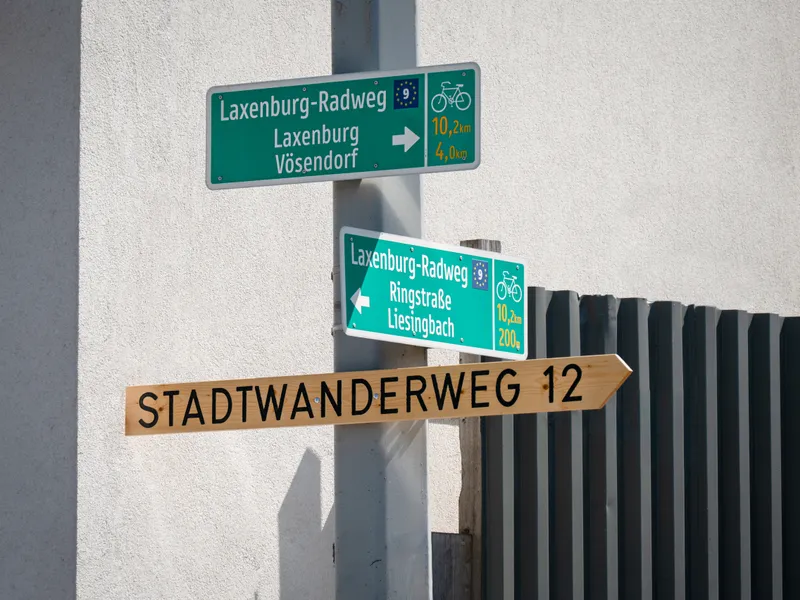 Laxenburg-Radweg 9
Laxenburg 10,2km
Vösendorf 4,0km
Laxenburg-Radweg 9
Ringstraße 10,2km
Liesingbach 200m
STADTWANDERWEG 12